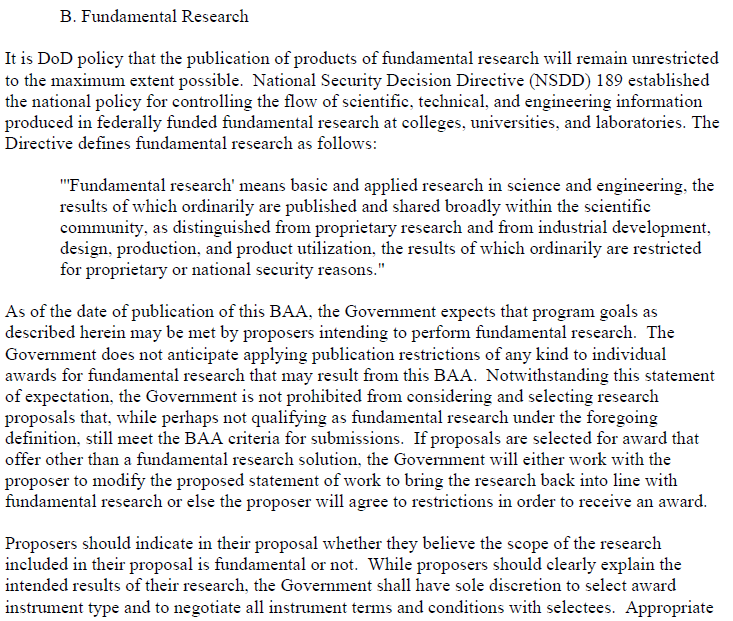 B. Fundamental Research
It is DoD policy that the publication of products of fundamental research will remain unrestricted
to the maximum extent possible.  National Security Decision Directive (NSDD) 189 established
the national policy for controlling the flow of scientific, technical, and engineering information
produced in federally funded fundamental research at colleges, universities, and laboratories. The
Directive defines fundamental research as follows:
"'Fundamental research' means basic and applied research in science and engineering, the
results of which ordinarily are published and shared broadly within the scientific
community, as distinguished from proprietary research and from industrial development,
design, production, and product utilization, the results of which ordinarily are restricted
for proprietary or national security reasons."
As of the date of publication of this BAA, the Government expects that program goals as
described herein may be met by proposers intending to perform fundamental research.  The
Government does not anticipate applying publication restrictions of any kind to individual
awards for fundamental research that may result from this BAA.  Notwithstanding this statement
of expectation, the Government is not prohibited from considering and selecting research
proposals that, while perhaps not qualifying as fundamental research under the foregoing
definition, still meet the BAA criteria for submissions.  If proposals are selected for award that
offer other than a fundamental research solution, the Government will either work with the
proposer to modify the proposed statement of work to bring the research back into line with
fundamental research or else the proposer will agree to restrictions in order to receive an award.
Proposers should indicate in their proposal whether they believe the scope of the research
included in their proposal is fundamental or not.  While proposers should clearly explain the
intended results of their research, the Government shall have sole discretion to select award
instrument type and to negotiate all instrument terms and conditions with selectees.  Appropriate